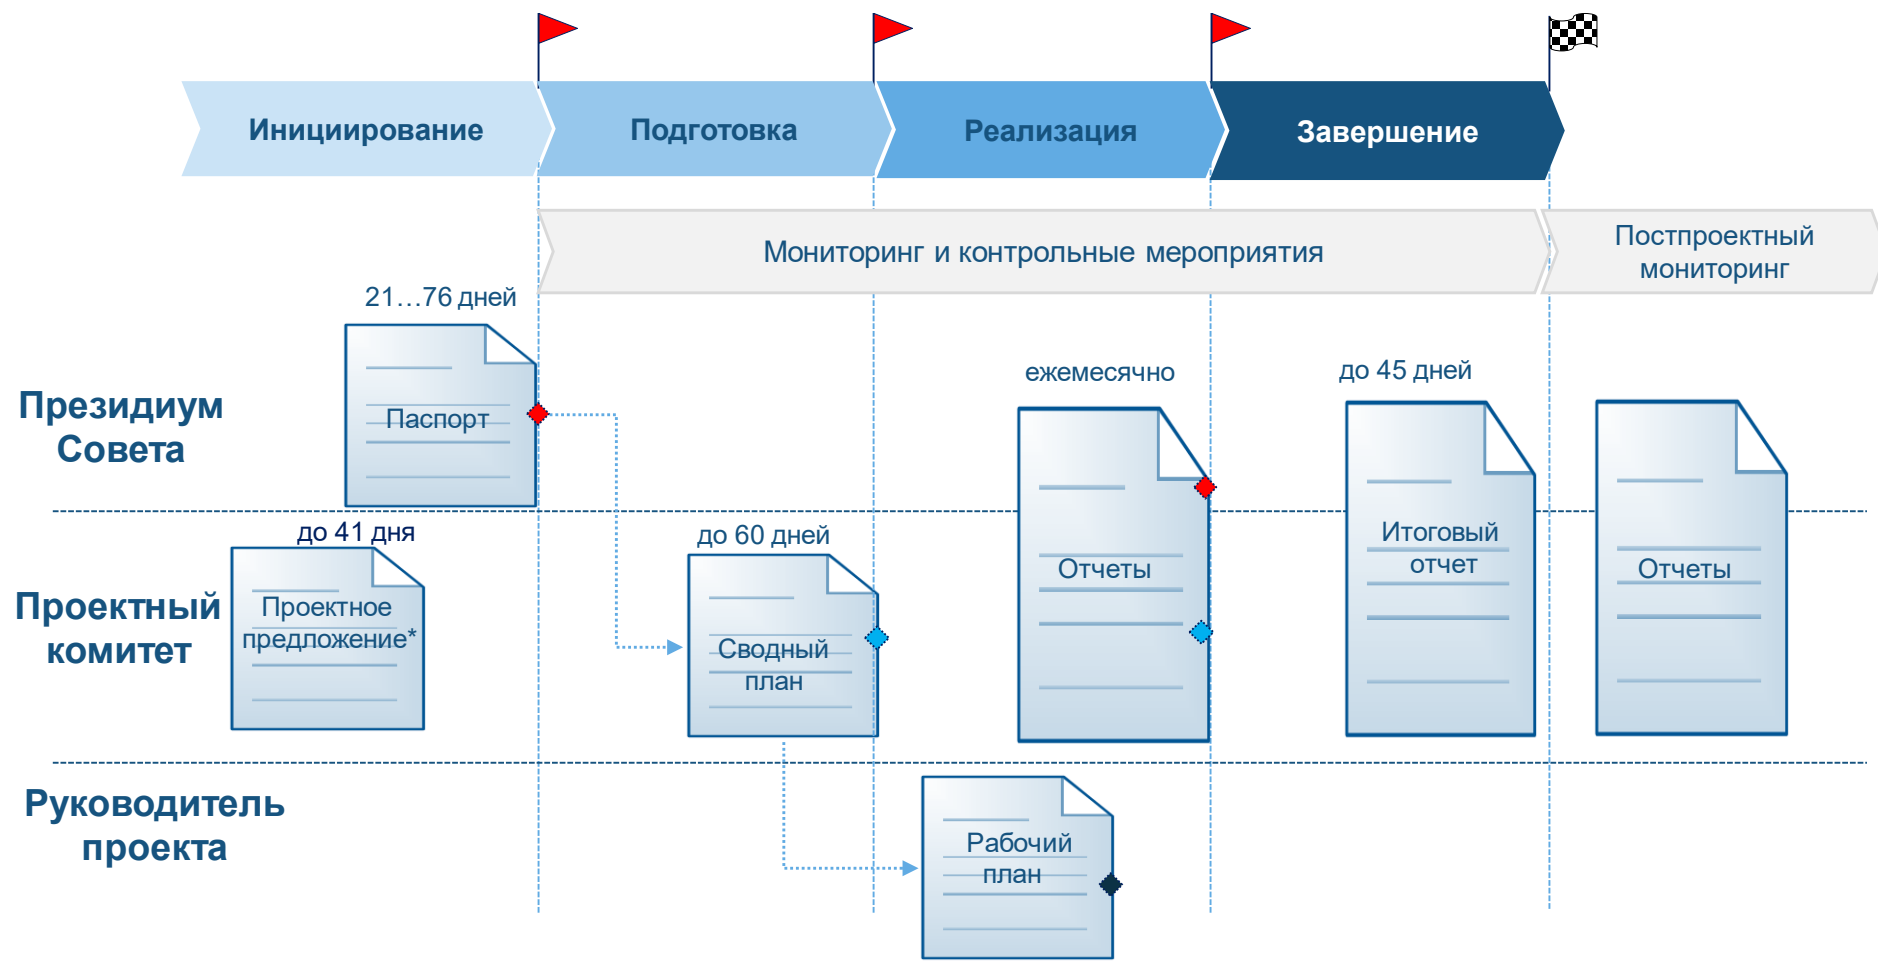 Инициирование
Подготовка
Реализация
Завершение
Мониторинг и контрольные мероприятия
Постпроектный
мониторинг
21…76 дней
Паспорт
ежемесячно
до 45 дней
Президиум
Совета
до 41 дня
Проектное
предложение*
до 60 дней
Сводный
план
Отчеты
Итоговый
отчет
Отчеты
Проектный
комитет
Руководитель
проекта
Рабочий
план